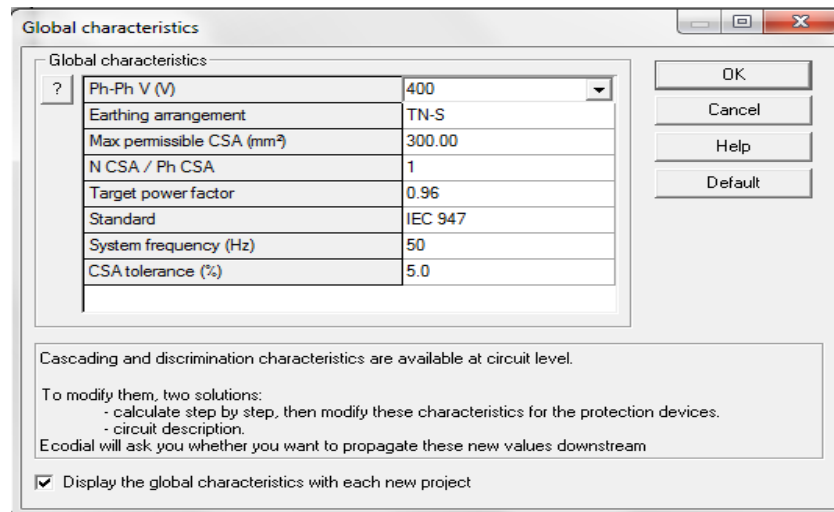 Global characteristics
Global characteristics
?
Ph-Ph V (V) 400
Earthing arrangement TN-S
Max permissible CSA (mm²) 300.00
N CSA / Ph CSA 1
Target power factor 0.96
Standard IEC 947
System frequency (Hz) 50
CSA tolerance (%) 5.0
OK
Cancel
Help
Default
Cascading and discrimination characteristics are available at circuit level.
To modify them, two solutions:
- calculate step by step, then modify these characteristics for the protection devices.
- circuit description.
Ecodial will ask you whether you want to propagate these new values downstream
Display the global characteristics with each new project